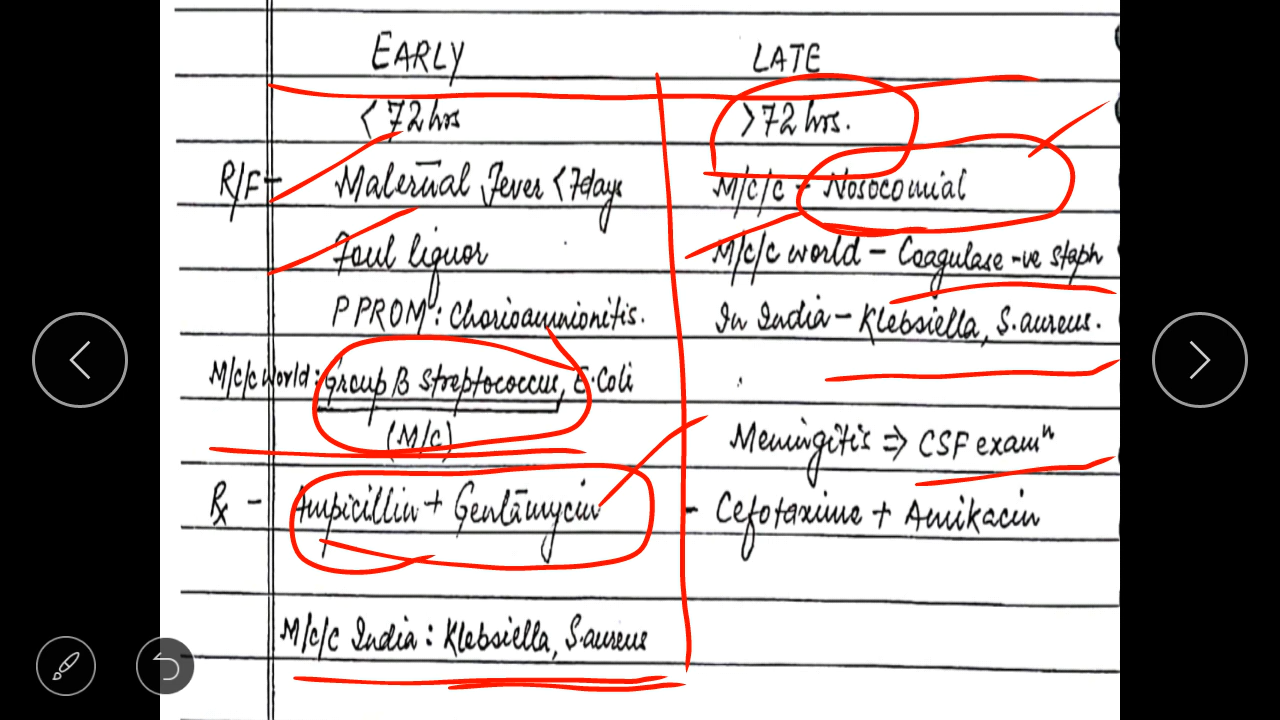 EARLY LATE
< 72 hrs > 72 hrs.
R/F - Maternal Fever < 7days M/c/c - Nosocomial
Foul liquor M/c/c world - Coagulase -ve Staph
PPROM : Chorioamnionitis. In India - Klebsiella, S.aureus.
M/c/c world : Group B Streptococcus, E.Coli
(M/c) Meningitis ⇒ CSF examⁿ
Rx - Ampicillin + Gentamycin - Cefotaxime + Amikacin
M/c/c India : Klebsiella, S.aureus